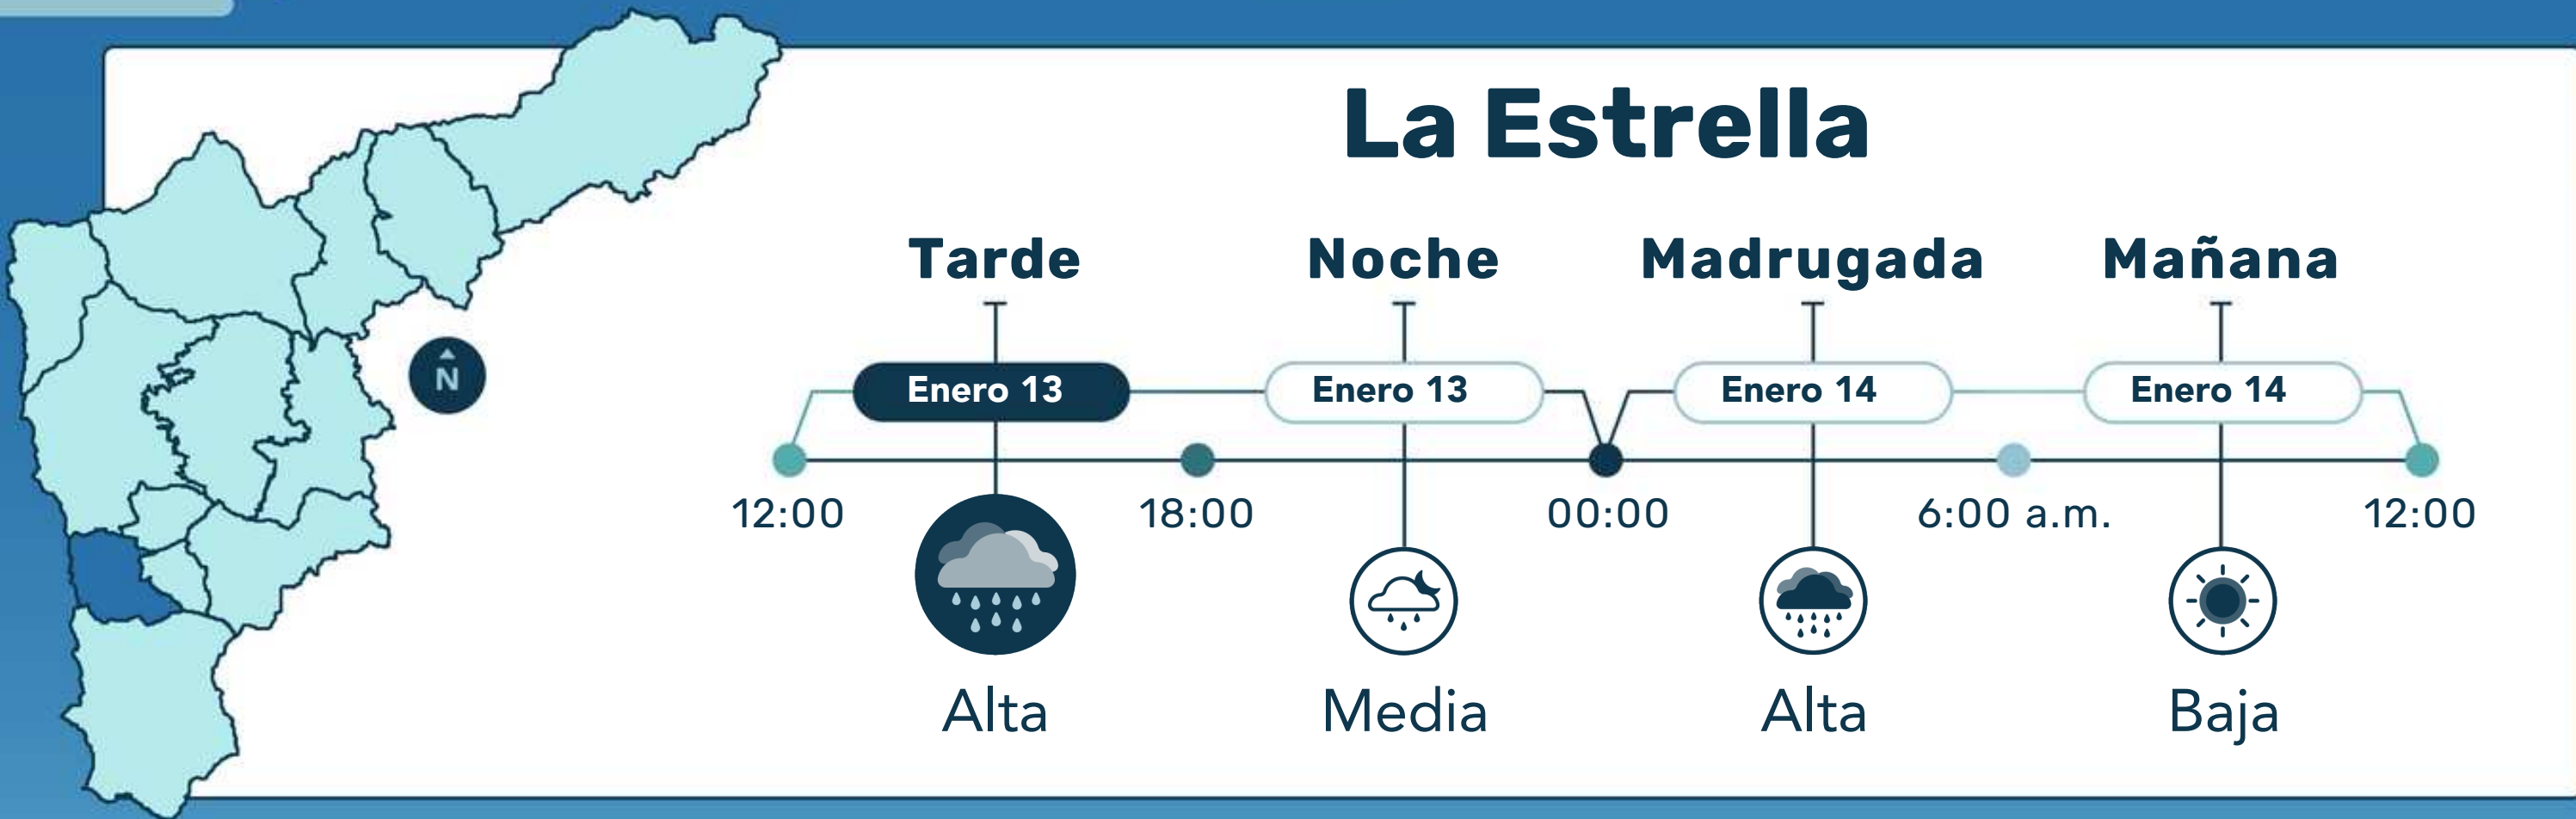 La Estrella
Tarde Noche Madrugada Mañana
N
Enero 13 Enero 13 Enero 14 Enero 14
12:00 18:00 00:00 6:00 a.m. 12:00
Alta Media Alta Baja